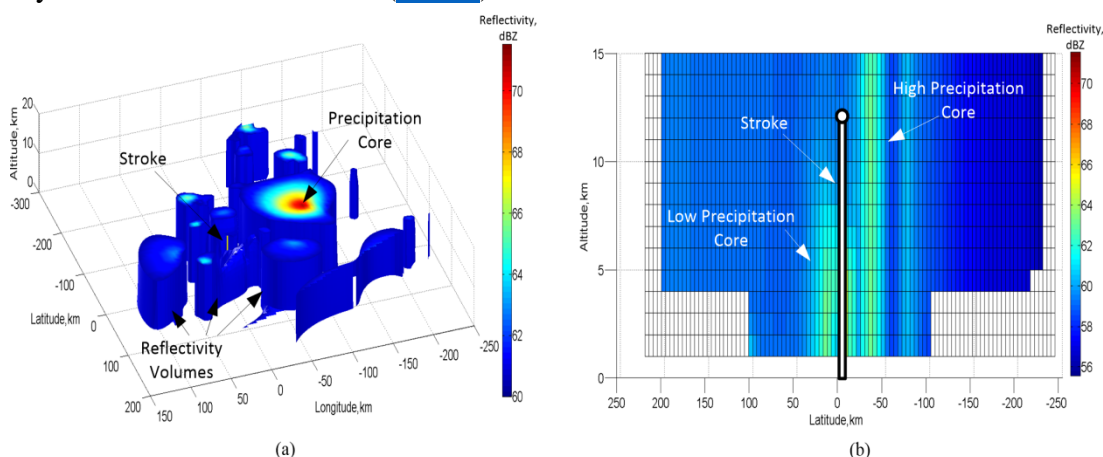 Reflectivity,
dBZ
70
68
66
64
62
60
Altitude,km
20
10
0
-300
-200
-100
0
100
200
Latitude,km
150
100
50
0
-50
-100
-150
-200
-250
Longitude,km
Stroke
Precipitation
Core
Reflectivity
Volumes
(a)
Reflectivity,
dBZ
70
68
66
64
62
60
58
56
Altitude,km
15
10
5
0
250
200
150
100
50
0
-50
-100
-150
-200
-250
Latitude,km
Stroke
High Precipitation
Core
Low Precipitation
Core
(b)